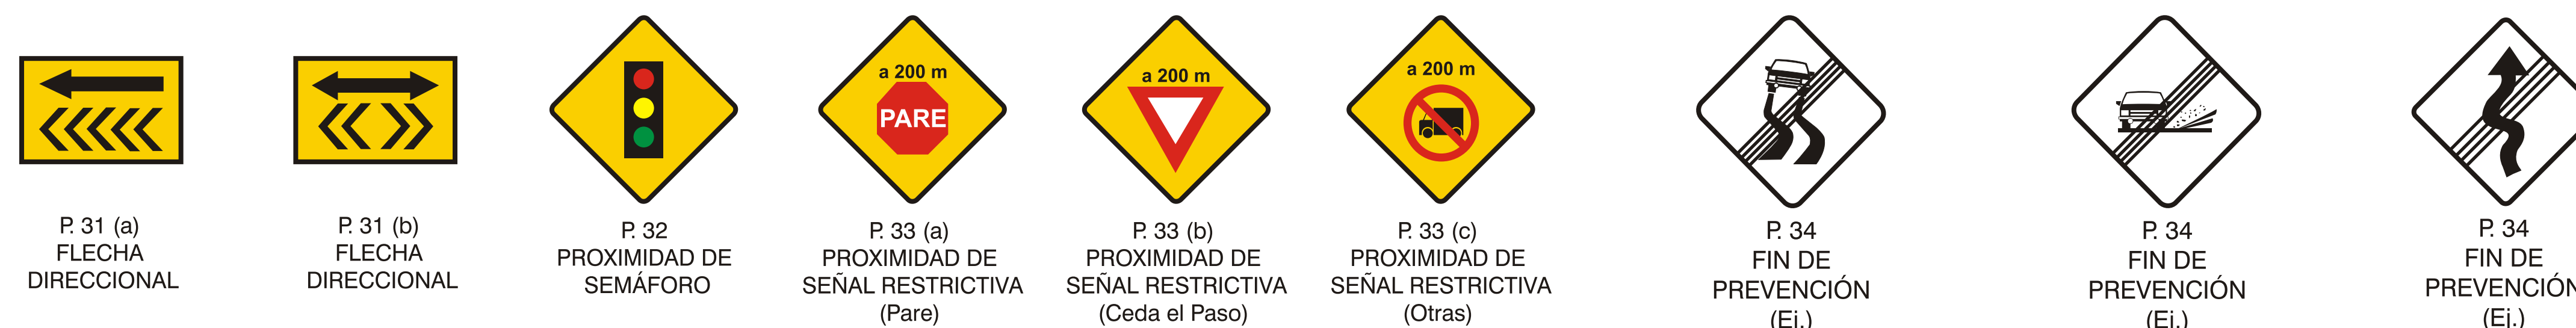 P. 31 (a)
FLECHA
DIRECCIONAL
P. 31 (b)
FLECHA
DIRECCIONAL
P. 32
PROXIMIDAD DE
SEMÁFORO
a 200 m
PARE
P. 33 (a)
PROXIMIDAD DE
SEÑAL RESTRICTIVA
(Pare)
a 200 m
P. 33 (b)
PROXIMIDAD DE
SEÑAL RESTRICTIVA
(Ceda el Paso)
a 200 m
P. 33 (c)
PROXIMIDAD DE
SEÑAL RESTRICTIVA
(Otras)
P. 34
FIN DE
PREVENCIÓN
(Ej.)
P. 34
FIN DE
PREVENCIÓN
(Ej.)
P. 34
FIN DE
PREVENCIÓN
(Ej.)